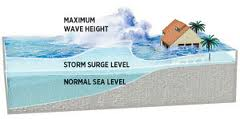 MAXIMUM
WAVE HEIGHT
STORM SURGE LEVEL
NORMAL SEA LEVEL